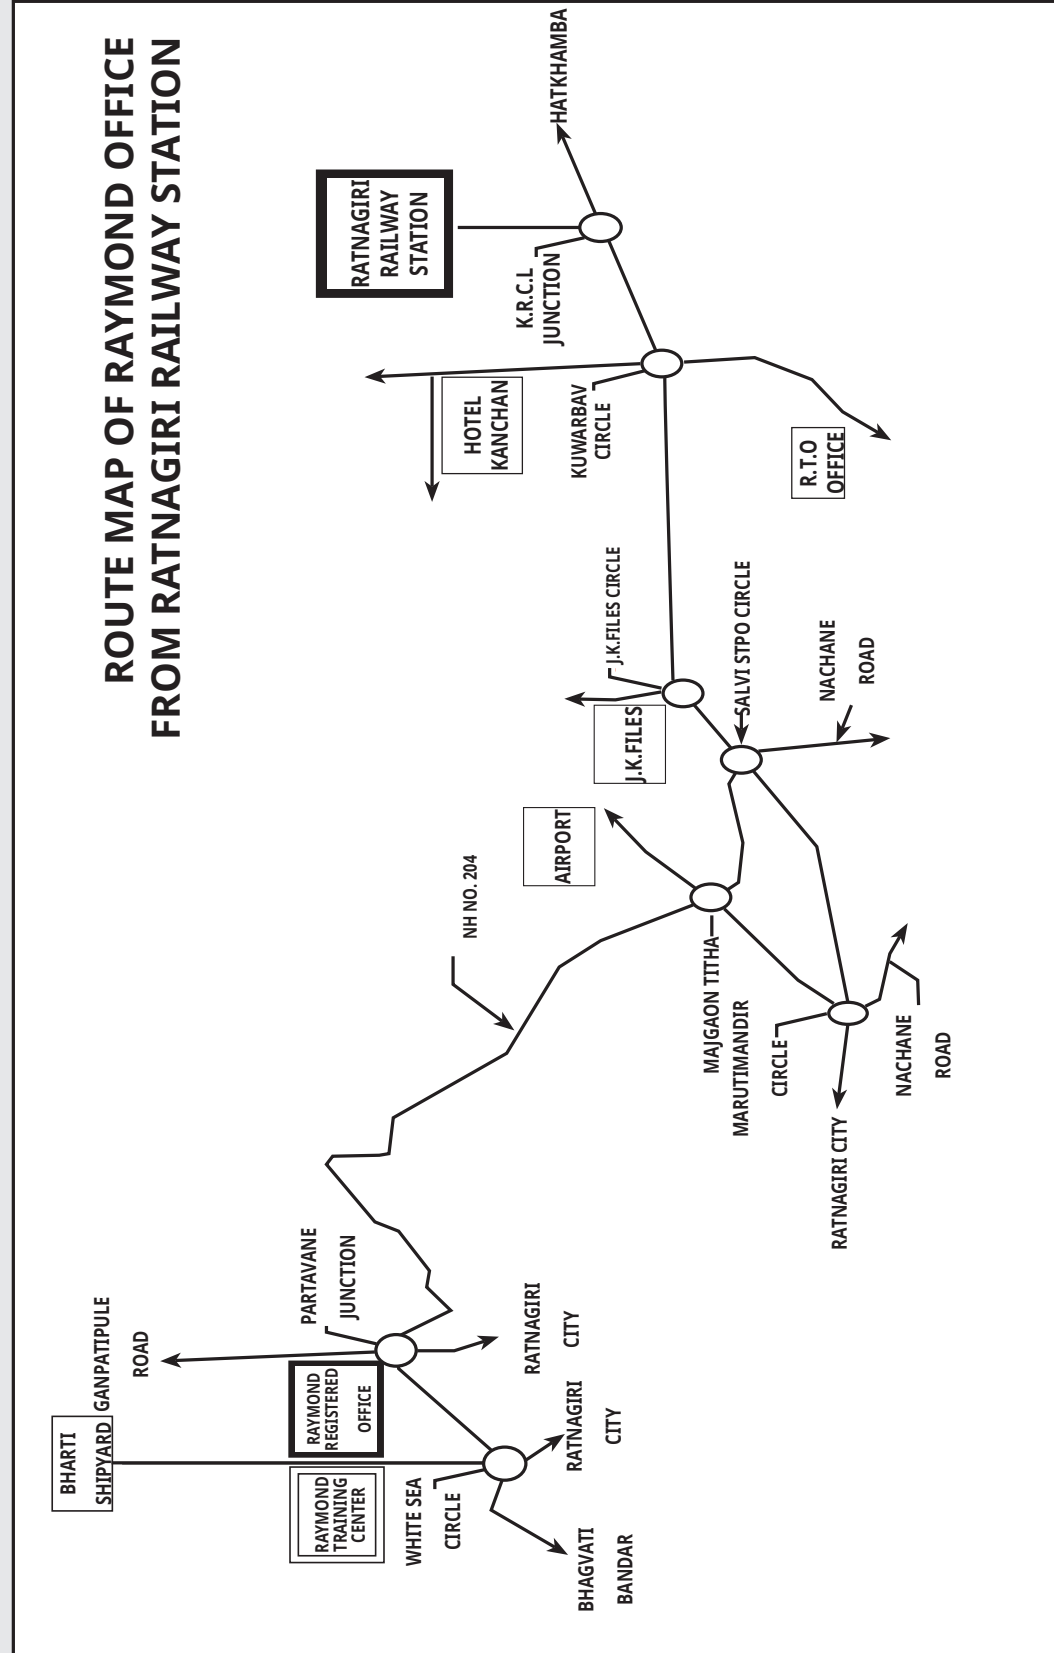 ROUTE MAP OF RAYMOND OFFICE
FROM RATNAGIRI RAILWAY STATION
BHARTI
SHIPYARD
GANPATIPULE
ROAD
RAYMOND
TRAINING
CENTER
RAYMOND
REGISTERED
OFFICE
PARTAVANE
JUNCTION
WHITE SEA
CIRCLE
BHAGVATI
BANDAR
RATNAGIRI
CITY
RATNAGIRI
CITY
NH NO. 204
AIRPORT
MAJGAON TITHA
MARUTIMANDIR
CIRCLE
RATNAGIRI CITY
NACHANE
ROAD
J.K.FILES
J.K.FILES CIRCLE
SALVI STPO CIRCLE
NACHANE
ROAD
HOTEL
KANCHAN
KUWARBAV
CIRCLE
R.T.O
OFFICE
RATNAGIRI
RAILWAY
STATION
K.R.C.L
JUNCTION
HATKHAMBA